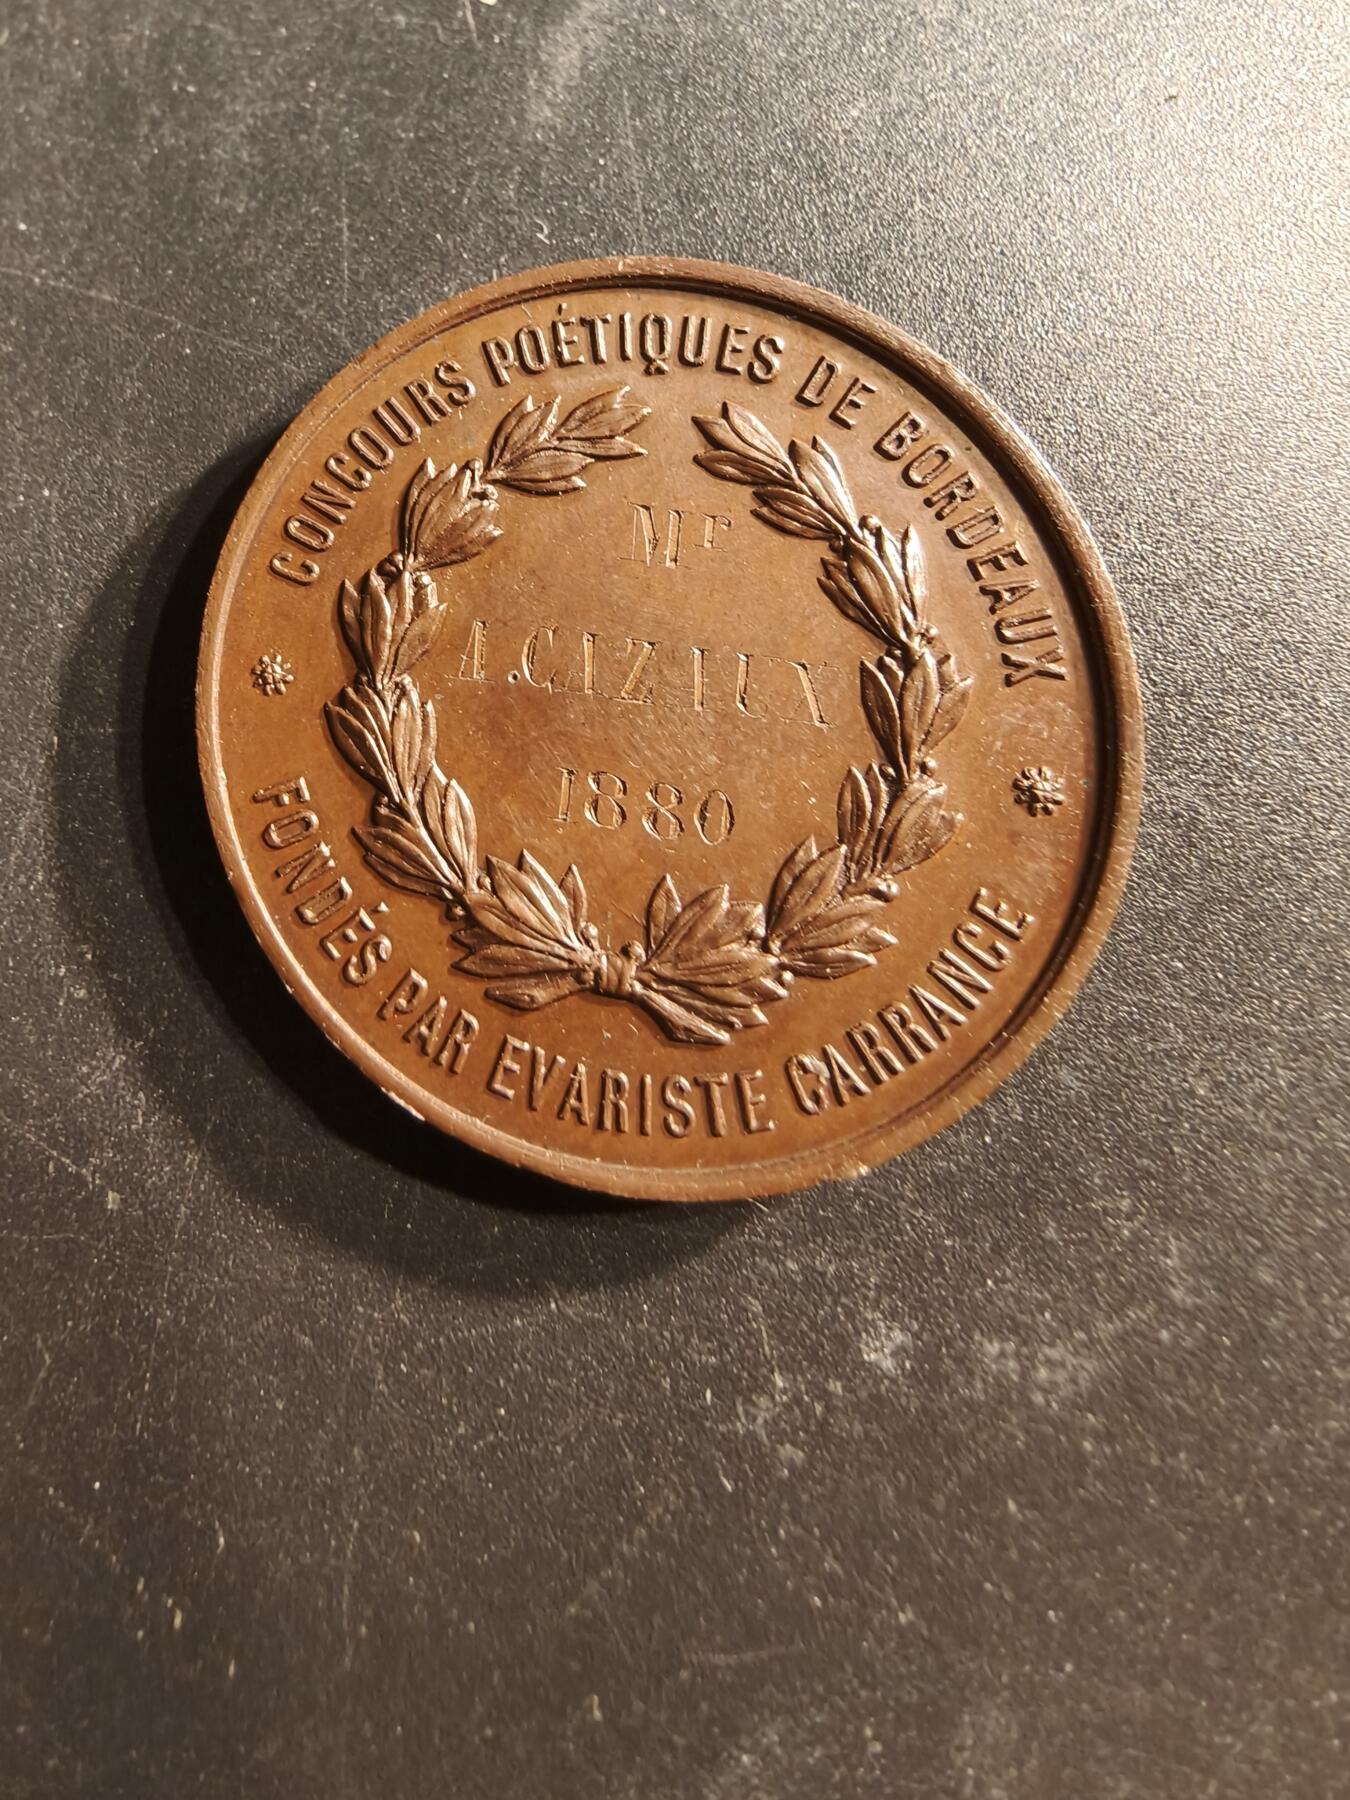 CONCOURS POÉTIQUES DE BORDEAUX
Mr
A. CAZAUX
1880
FONDÉS PAR EVARISTE CARRANCE